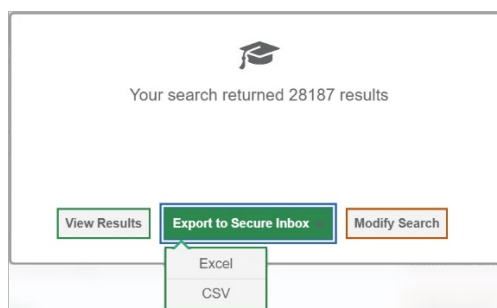 Your search returned 28187 results
View Results Export to Secure Inbox Modify Search
Excel
CSV